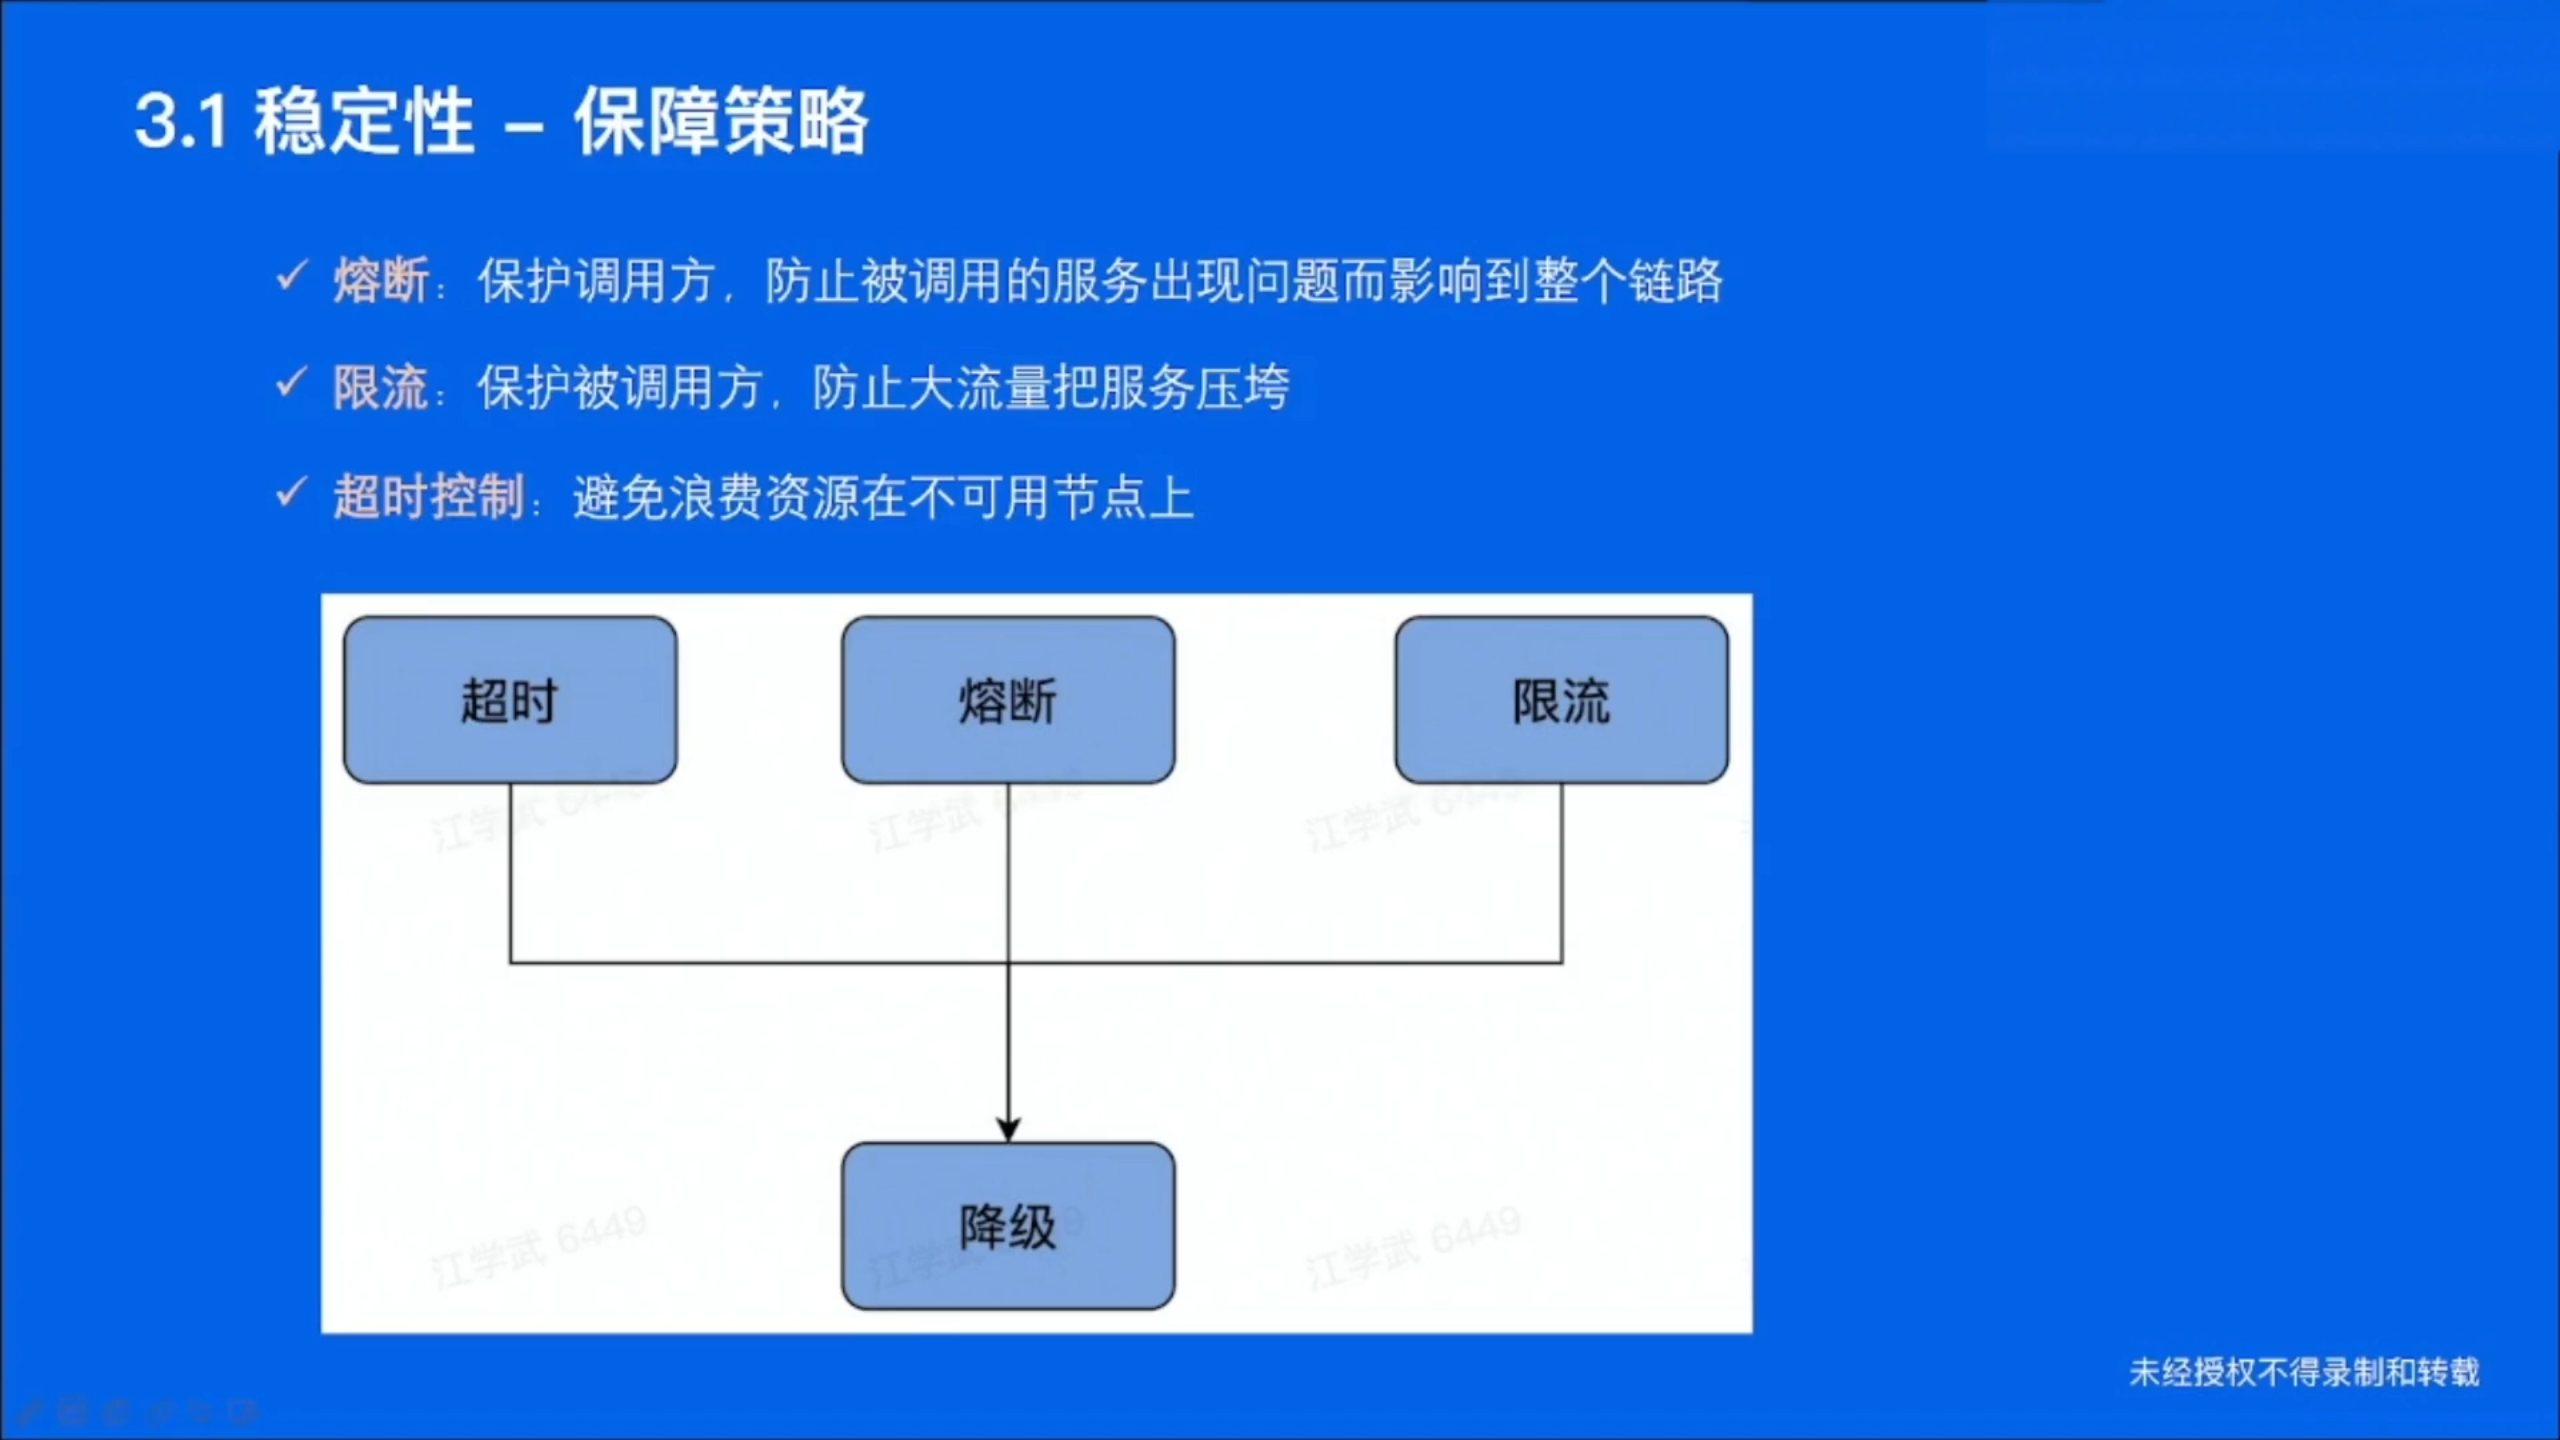 3.1 稳定性 – 保障策略
✓ 熔断：保护调用方，防止被调用的服务出现问题而影响到整个链路
✓ 限流：保护被调用方，防止大流量把服务压垮
✓ 超时控制：避免浪费资源在不可用节点上
超时
熔断
限流
江学武
江学武
江学武
降级
江学武 6449
江学武
江学武 6449
未经授权不得录制和转载